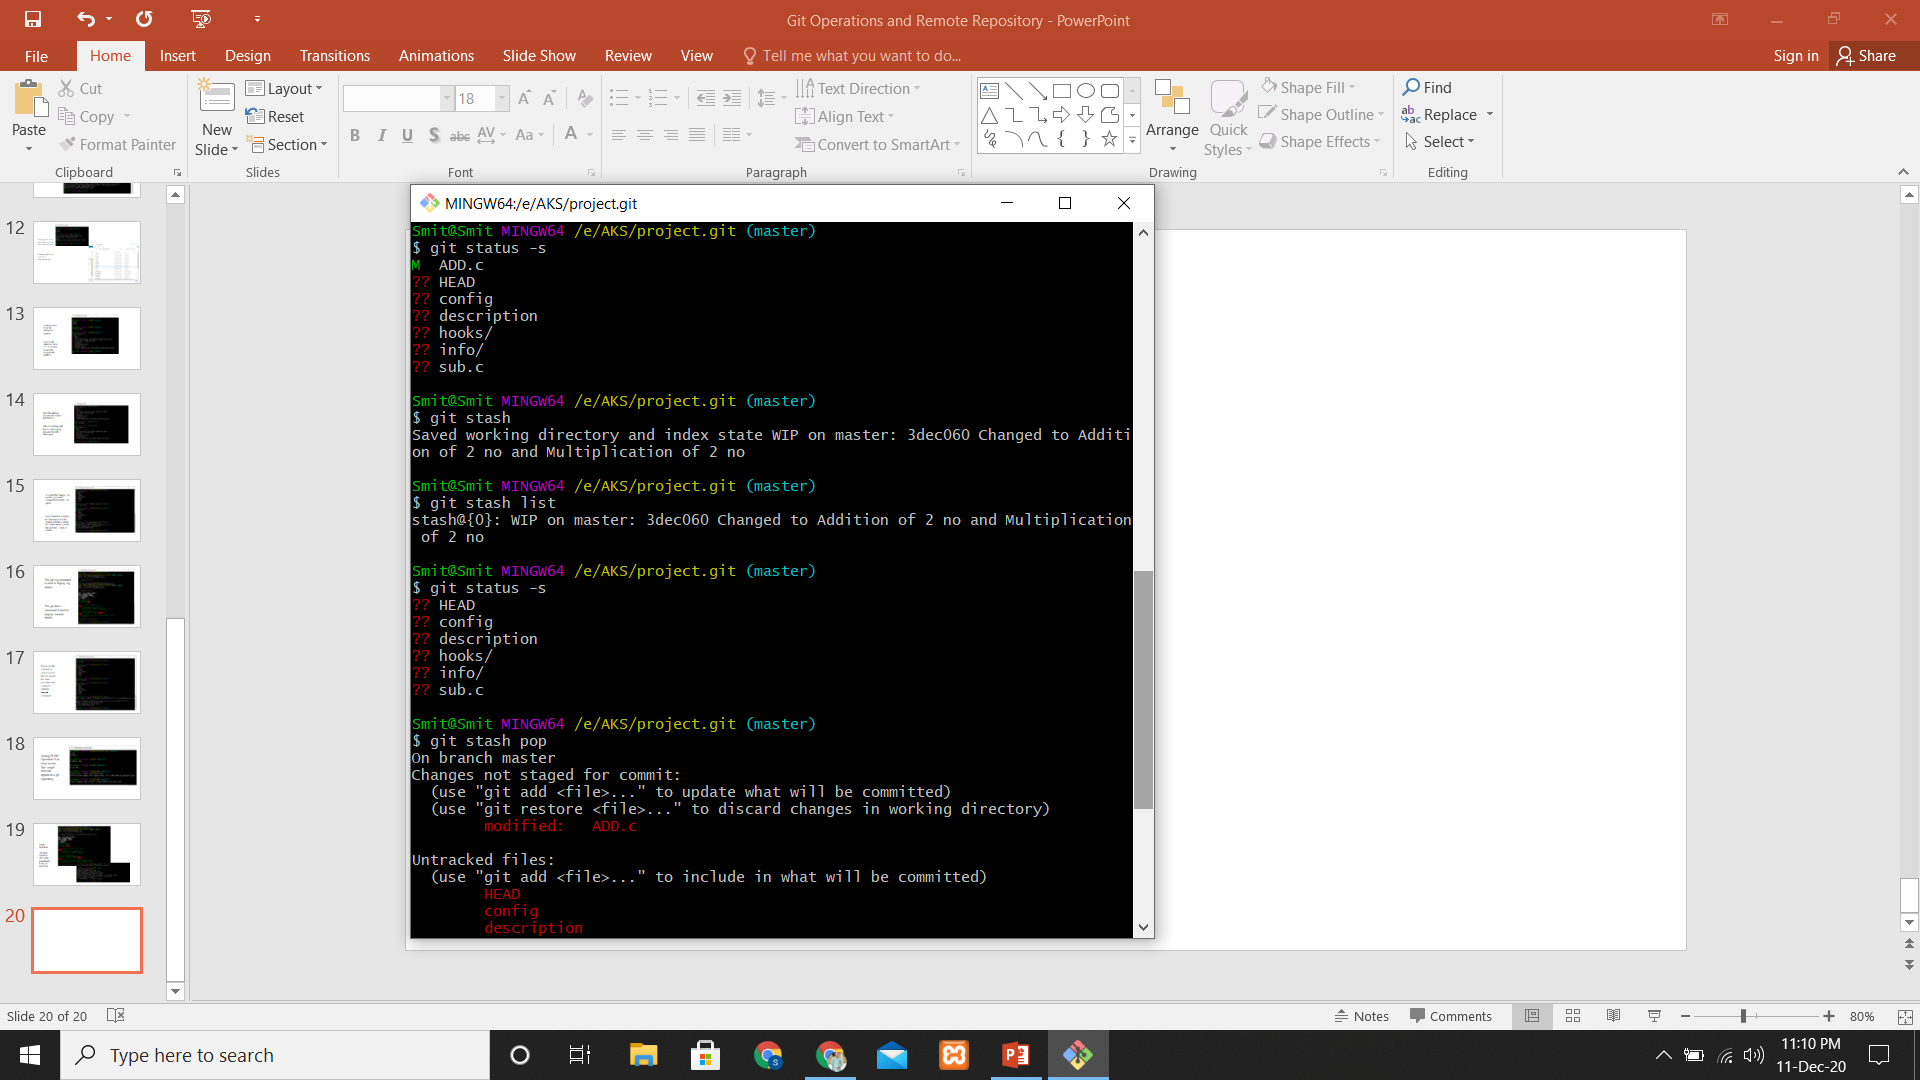 Git Operations and Remote Repository - PowerPoint
File Home Insert Design Transitions Animations Slide Show Review View Tell me what you want to do... Sign in Share
Paste
Cut
Copy
Format Painter
Clipboard
New
Slide
Layout
Reset
Section
Slides
18
B I U S abc AV Aa A
Font
Text Direction
Align Text
Convert to SmartArt
Paragraph
Arrange
Quick
Styles
Shape Fill
Shape Outline
Shape Effects
Drawing
Find
Replace
Select
Editing
12
13
14
15
16
17
18
19
20
MINGW64:/e/AKS/project.git
Smit@Smit MINGW64 /e/AKS/project.git (master)
$ git status -s
M  ADD.c
?? HEAD
?? config
?? description
?? hooks/
?? info/
?? sub.c
Smit@Smit MINGW64 /e/AKS/project.git (master)
$ git stash
Saved working directory and index state WIP on master: 3dec060 Changed to Additi
on of 2 no and Multiplication of 2 no
Smit@Smit MINGW64 /e/AKS/project.git (master)
$ git stash list
stash@{0}: WIP on master: 3dec060 Changed to Addition of 2 no and Multiplication
of 2 no
Smit@Smit MINGW64 /e/AKS/project.git (master)
$ git status -s
?? HEAD
?? config
?? description
?? hooks/
?? info/
?? sub.c
Smit@Smit MINGW64 /e/AKS/project.git (master)
$ git stash pop
On branch master
Changes not staged for commit:
(use "git add <file>..." to update what will be committed)
(use "git restore <file>..." to discard changes in working directory)
modified:   ADD.c
Untracked files:
(use "git add <file>..." to include in what will be committed)
HEAD
config
description
Slide 20 of 20 Notes Comments 80%
Type here to search
11:10 PM
11-Dec-20